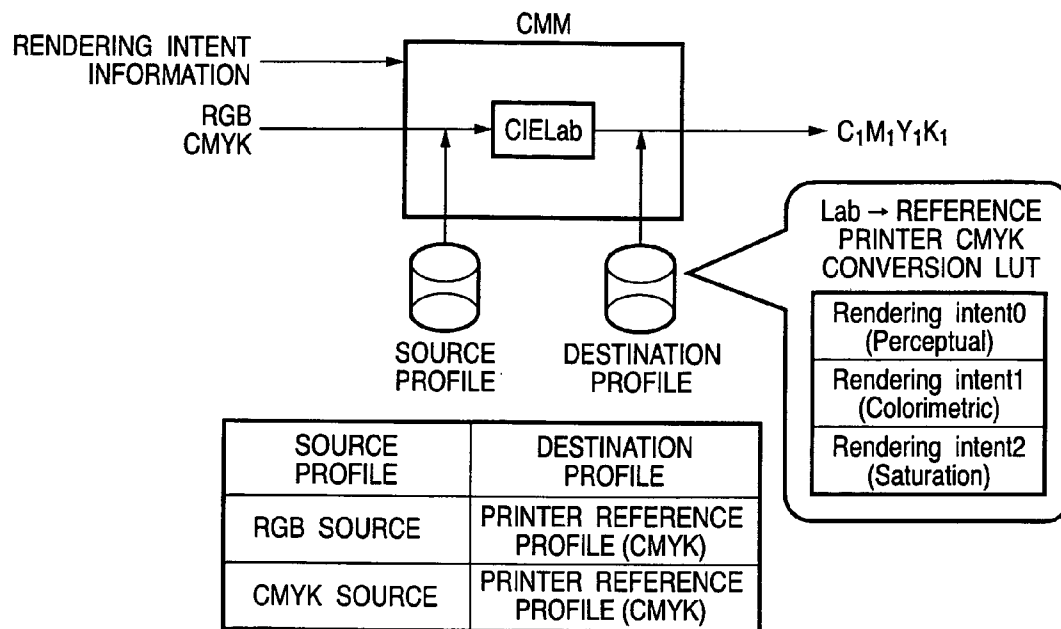 CMM
RENDERING INTENT
INFORMATION
RGB
CMYK
CIELab
C₁M₁Y₁K₁
SOURCE
PROFILE
DESTINATION
PROFILE
Lab → REFERENCE
PRINTER CMYK
CONVERSION LUT
Rendering intent0
(Perceptual)
Rendering intent1
(Colorimetric)
Rendering intent2
(Saturation)
SOURCE
PROFILE
DESTINATION
PROFILE
RGB SOURCE
PRINTER REFERENCE
PROFILE (CMYK)
CMYK SOURCE
PRINTER REFERENCE
PROFILE (CMYK)